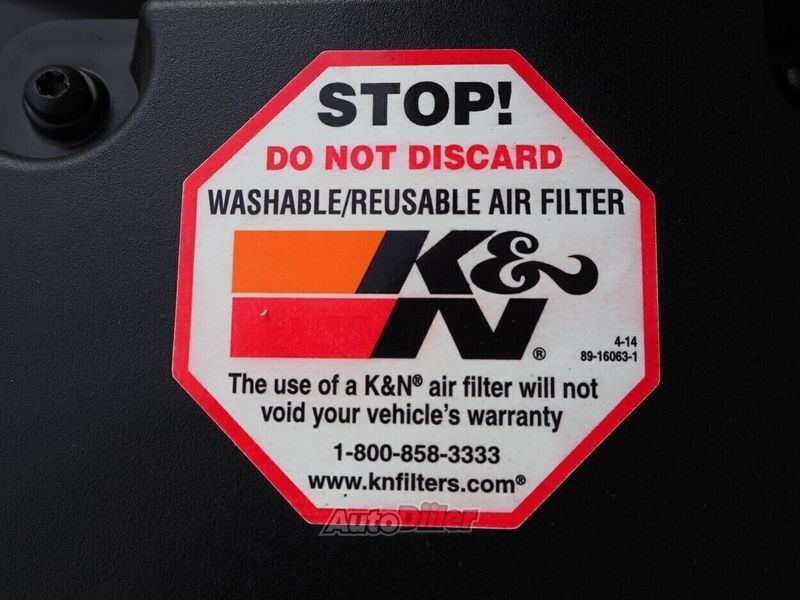 STOP!
DO NOT DISCARD
WASHABLE/REUSABLE AIR FILTER
K&
N®
4-14
89-16063-1
The use of a K&N® air filter will not
void your vehicle's warranty
1-800-858-3333
www.knfilters.com®
AutoDiler